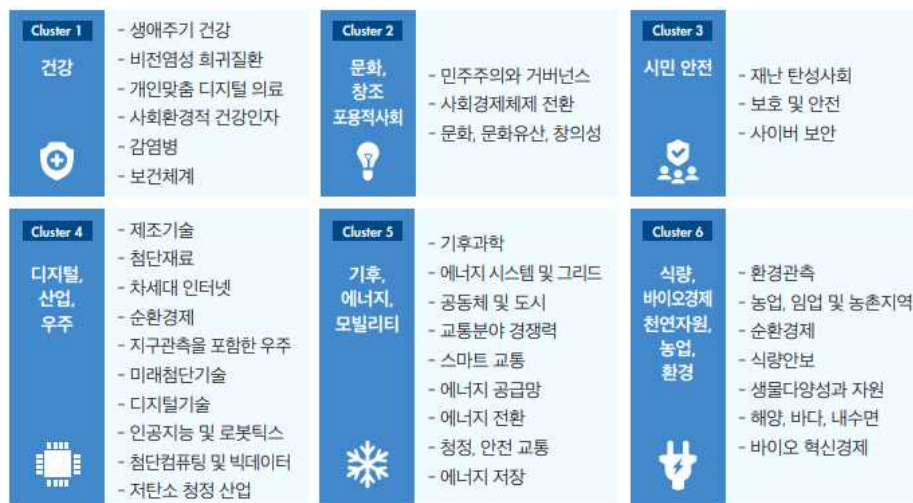 Cluster 1
건강
- 생애주기 건강
- 비전염성 희귀질환
- 개인맞춤 디지털 의료
- 사회환경적 건강인자
- 감염병
- 보건체계
Cluster 2
문화,
창조
포용적사회
- 민주주의와 거버넌스
- 사회경제체제 전환
- 문화, 문화유산, 창의성
Cluster 3
시민 안전
- 재난 탄성사회
- 보호 및 안전
- 사이버 보안
Cluster 4
디지털,
산업,
우주
- 제조기술
- 첨단재료
- 차세대 인터넷
- 순환경제
- 지구관측을 포함한 우주
- 미래첨단기술
- 디지털기술
- 인공지능 및 로봇틱스
- 첨단컴퓨팅 및 빅데이터
- 저탄소 청정 산업
Cluster 5
기후,
에너지,
모빌리티
- 기후과학
- 에너지 시스템 및 그리드
- 공동체 및 도시
- 교통분야 경쟁력
- 스마트 교통
- 에너지 공급망
- 에너지 전환
- 청정, 안전 교통
- 에너지 저장
Cluster 6
식량,
바이오경제
천연자원,
농업,
환경
- 환경관측
- 농업, 임업 및 농촌지역
- 순환경제
- 식량안보
- 생물다양성과 자원
- 해양, 바다, 내수면
- 바이오 혁신경제